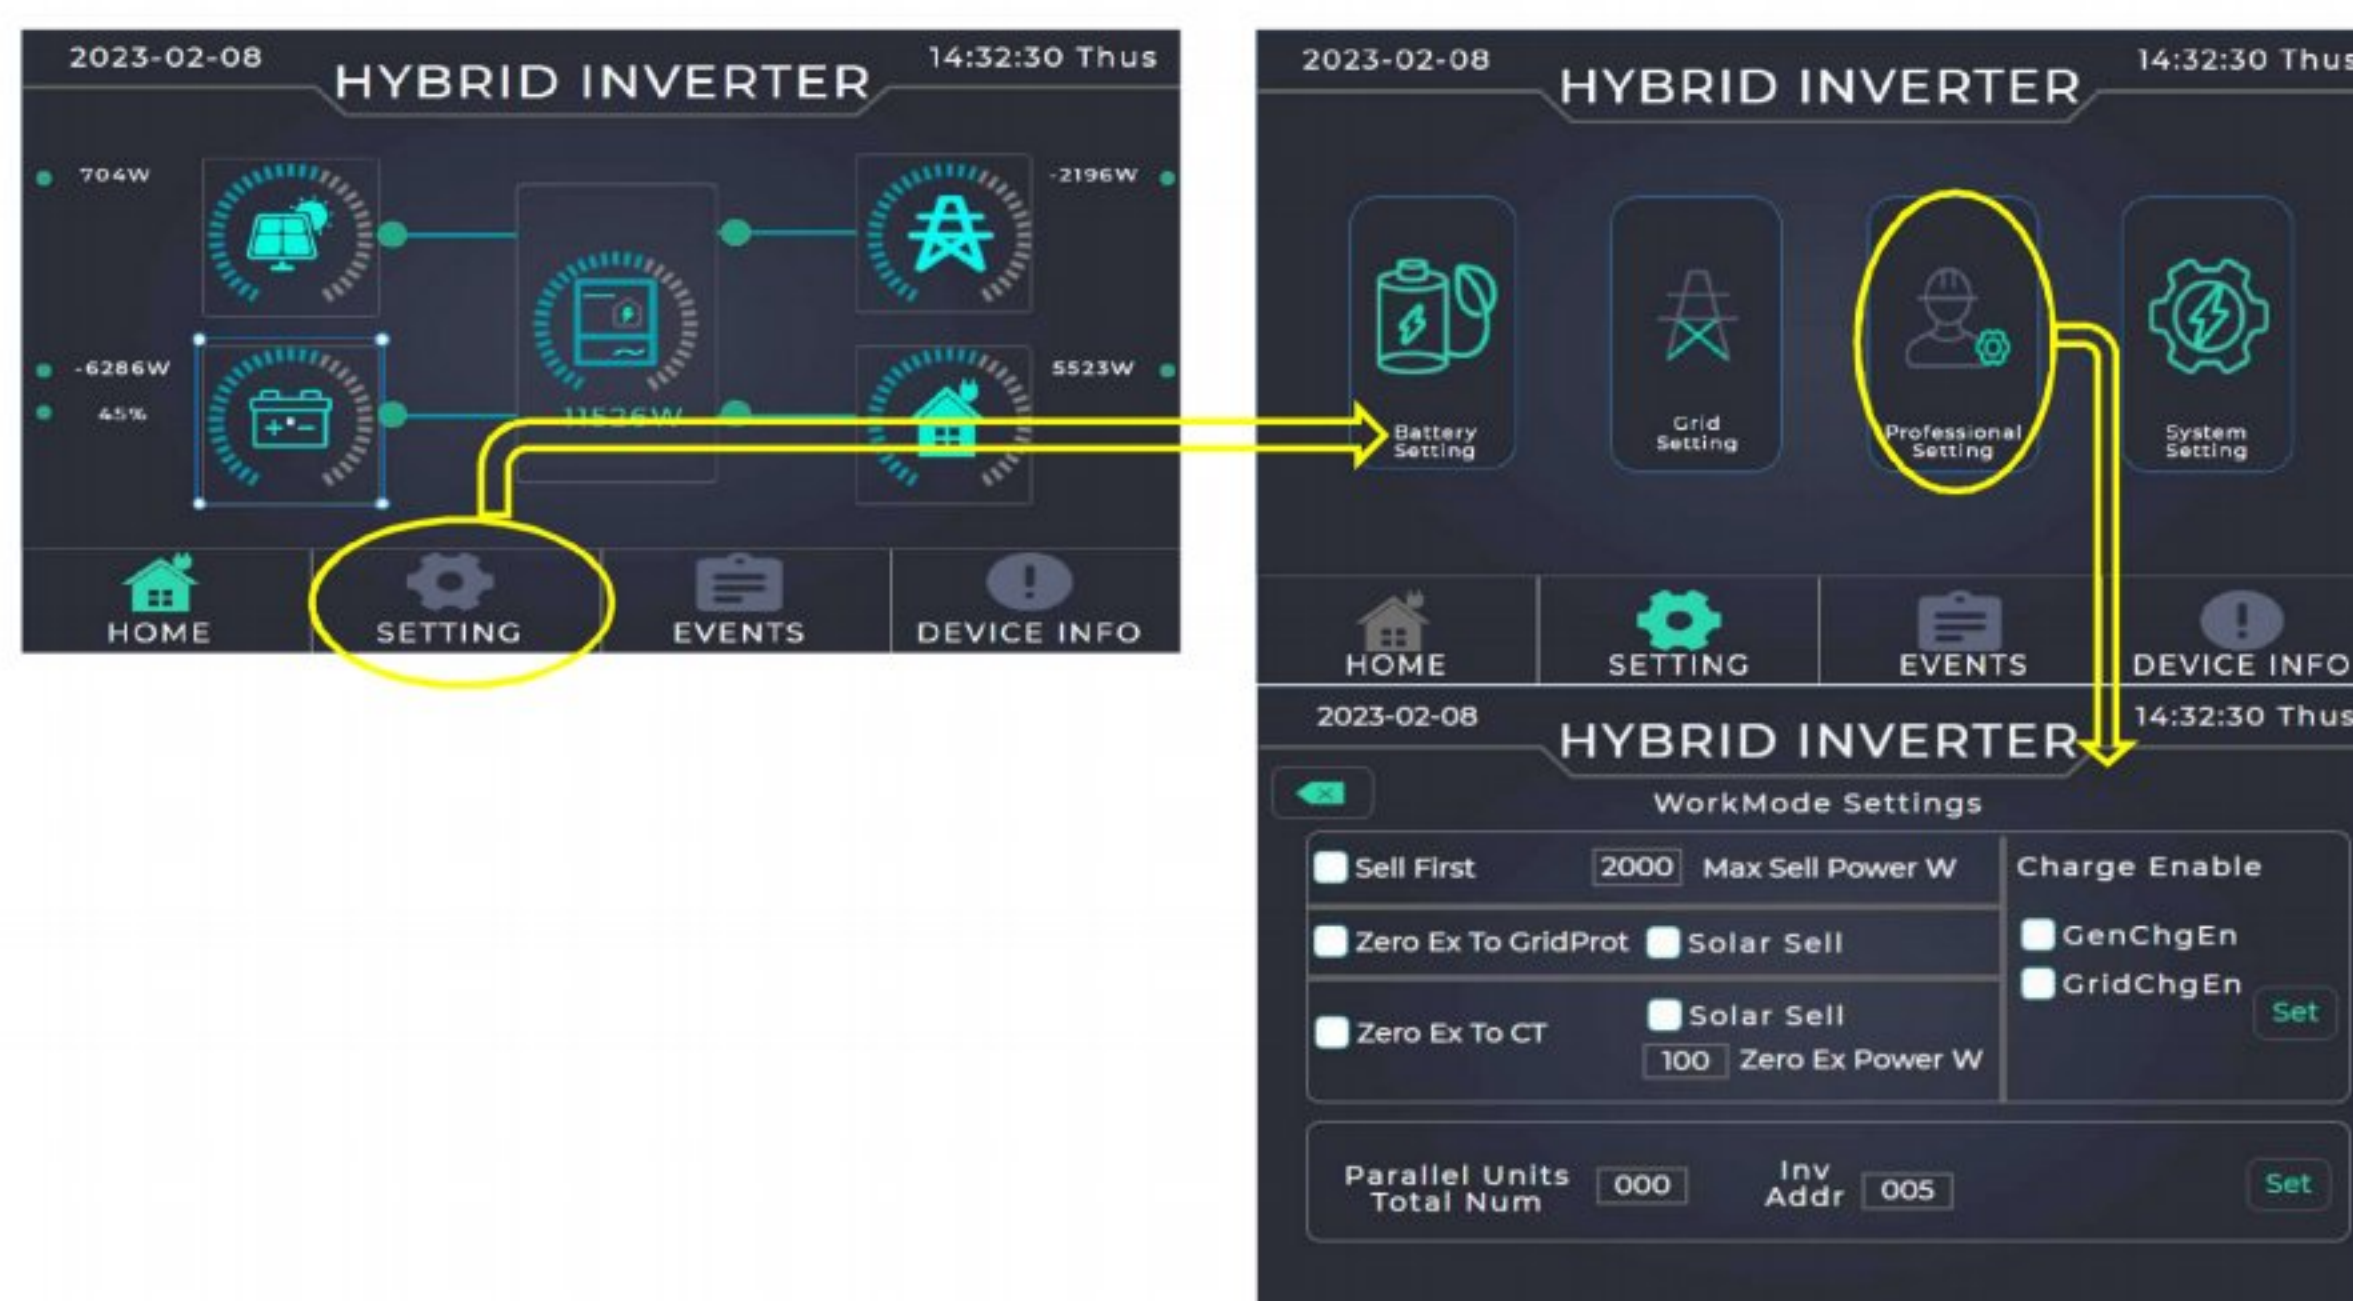 2023-02-08
HYBRID INVERTER
14:32:30 Thus
704W
-2196W
-6286W
45%
11526W
5523W
HOME
SETTING
EVENTS
DEVICE INFO
2023-02-08
HYBRID INVERTER
14:32:30 Thus
Battery
Setting
Grid
Setting
Professional
Setting
System
Setting
HOME
SETTING
EVENTS
DEVICE INFO
2023-02-08
HYBRID INVERTER
14:32:30 Thus
WorkMode Settings
Sell First
2000 Max Sell Power W
Zero Ex To GridProt
Solar Sell
Zero Ex To CT
Solar Sell
100 Zero Ex Power W
Charge Enable
GenChgEn
GridChgEn
Set
Parallel Units
Total Num
000
Inv
Addr
005
Set